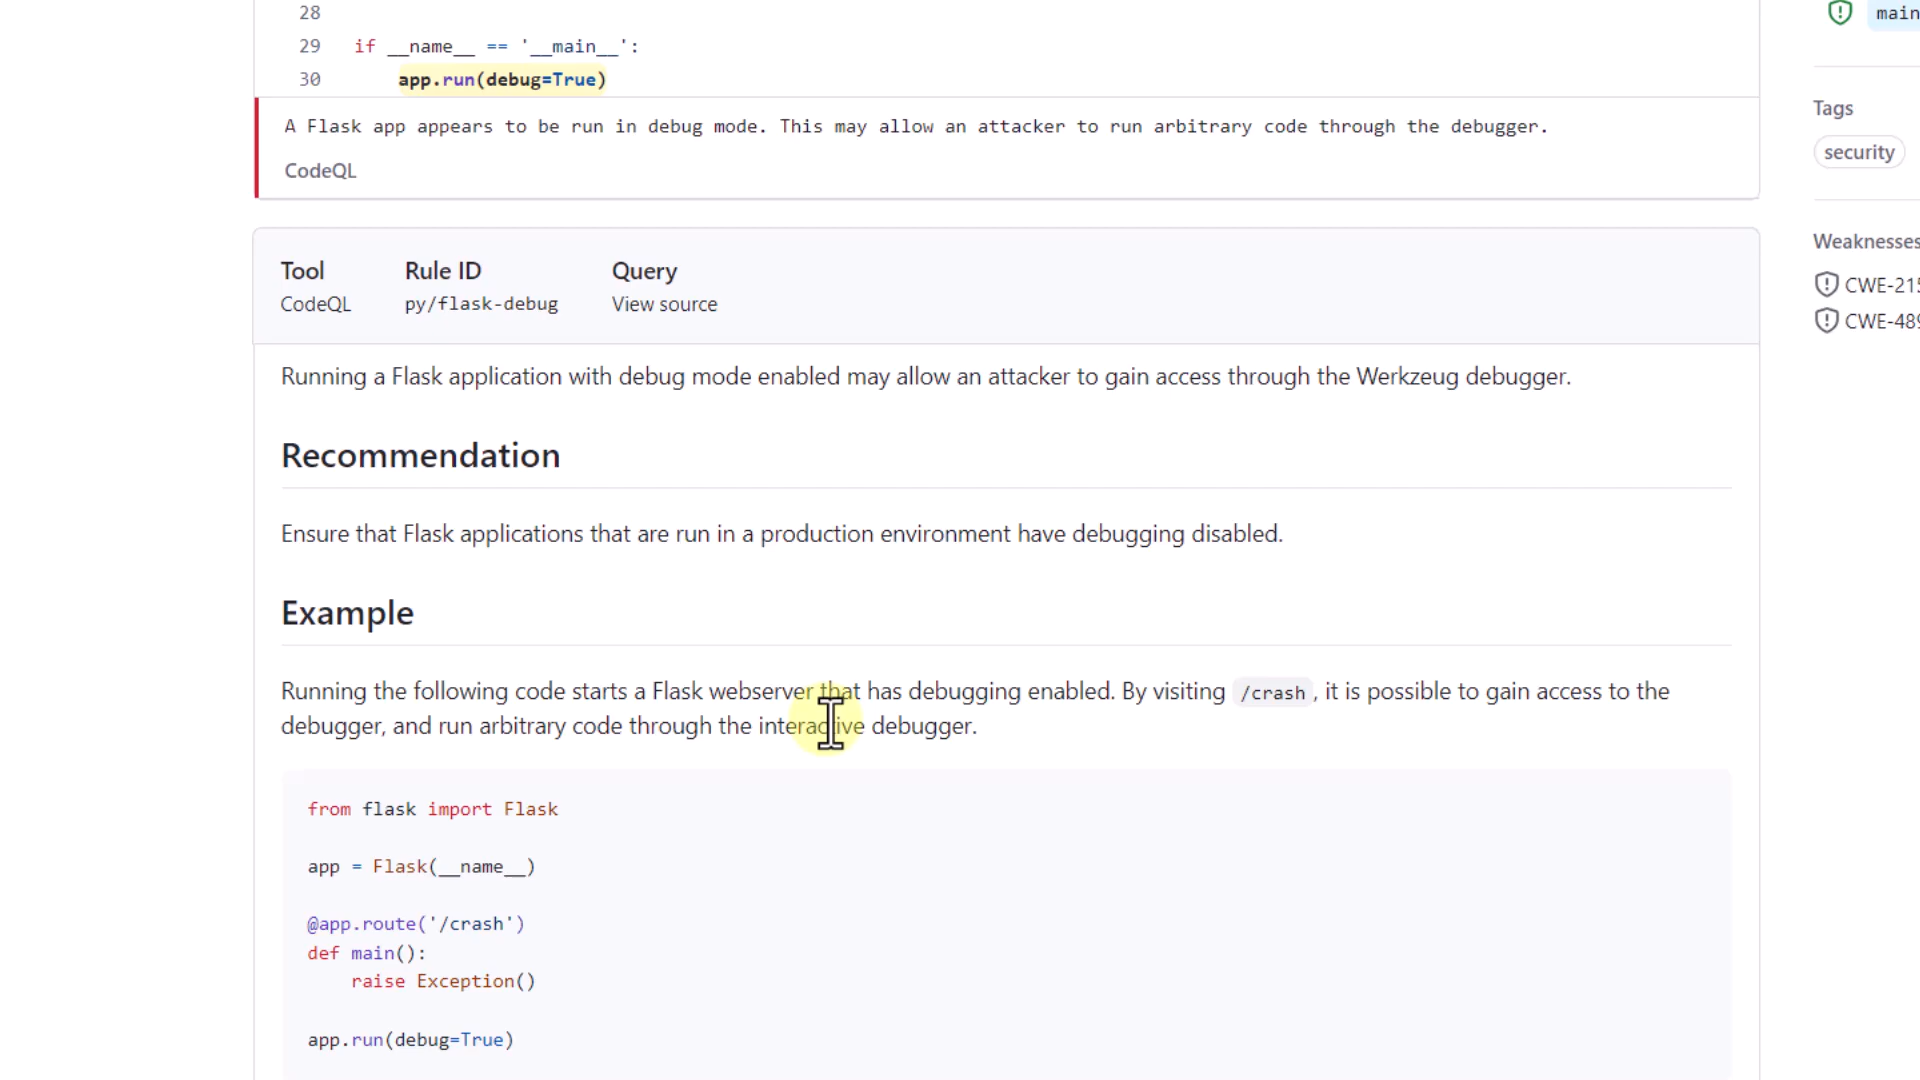 28
main
29 if __name__ == '__main__':
30 app.run(debug=True)
A Flask app appears to be run in debug mode. This may allow an attacker to run arbitrary code through the debugger.
CodeQL
Tags
security
Tool Rule ID Query
CodeQL py/flask-debug View source
Weaknesses
CWE-215
CWE-489
Running a Flask application with debug mode enabled may allow an attacker to gain access through the Werkzeug debugger.
Recommendation
Ensure that Flask applications that are run in a production environment have debugging disabled.
Example
Running the following code starts a Flask webserver that has debugging enabled. By visiting /crash, it is possible to gain access to the
debugger, and run arbitrary code through the interactive debugger.
from flask import Flask
app = Flask(__name__)
@app.route('/crash')
def main():
raise Exception()
app.run(debug=True)